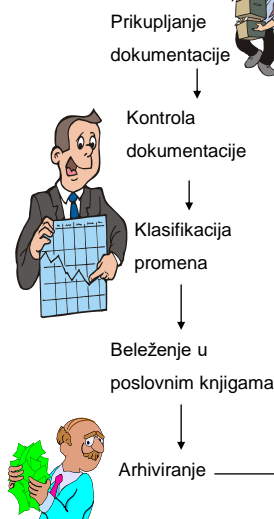 Prikupljanje
dokumentacije
Kontrola
dokumentacije
Klasifikacija
promena
Beleženje u
poslovnim knjigama
Arhiviranje